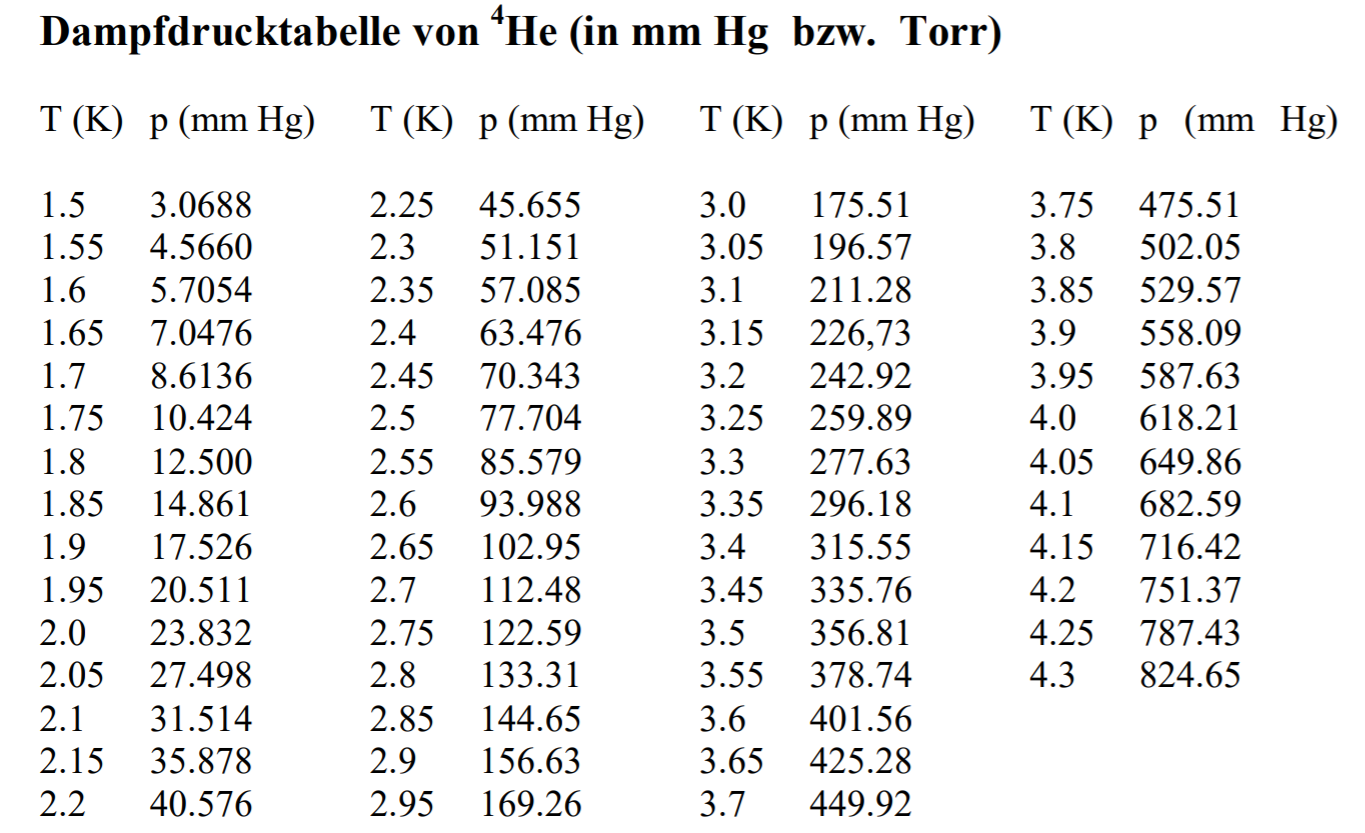 Dampfdrucktabelle von ⁴He (in mm Hg bzw. Torr)
T (K) p (mm Hg) T (K) p (mm Hg) T (K) p (mm Hg) T (K) p (mm Hg)
1.5 3.0688 2.25 45.655 3.0 175.51 3.75 475.51
1.55 4.5660 2.3 51.151 3.05 196.57 3.8 502.05
1.6 5.7054 2.35 57.085 3.1 211.28 3.85 529.57
1.65 7.0476 2.4 63.476 3.15 226,73 3.9 558.09
1.7 8.6136 2.45 70.343 3.2 242.92 3.95 587.63
1.75 10.424 2.5 77.704 3.25 259.89 4.0 618.21
1.8 12.500 2.55 85.579 3.3 277.63 4.05 649.86
1.85 14.861 2.6 93.988 3.35 296.18 4.1 682.59
1.9 17.526 2.65 102.95 3.4 315.55 4.15 716.42
1.95 20.511 2.7 112.48 3.45 335.76 4.2 751.37
2.0 23.832 2.75 122.59 3.5 356.81 4.25 787.43
2.05 27.498 2.8 133.31 3.55 378.74 4.3 824.65
2.1 31.514 2.85 144.65 3.6 401.56
2.15 35.878 2.9 156.63 3.65 425.28
2.2 40.576 2.95 169.26 3.7 449.92